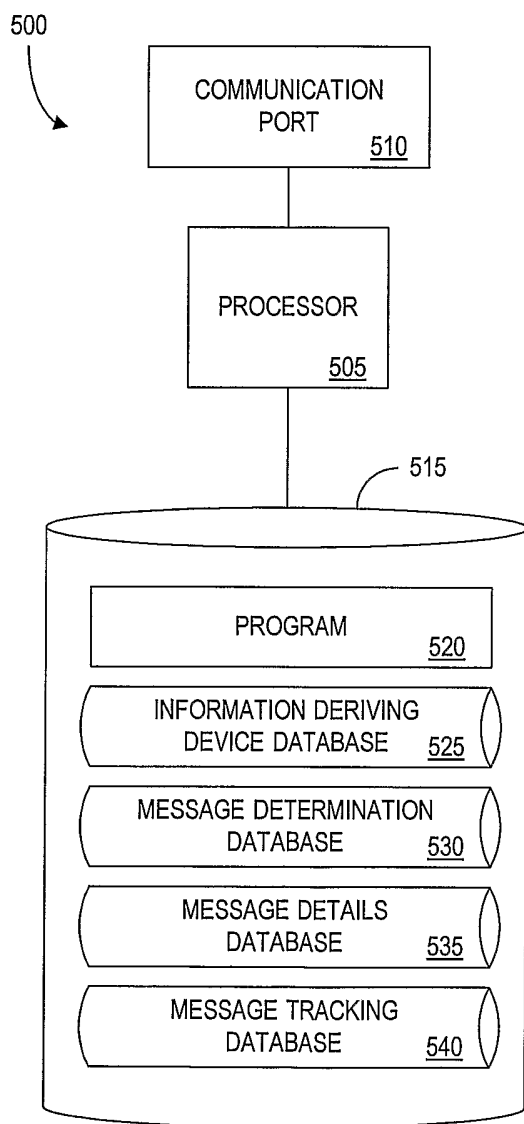 500
COMMUNICATION
PORT
510
PROCESSOR
505
515
PROGRAM
520
INFORMATION DERIVING
DEVICE DATABASE
525
MESSAGE DETERMINATION
DATABASE
530
MESSAGE DETAILS
DATABASE
535
MESSAGE TRACKING
DATABASE
540